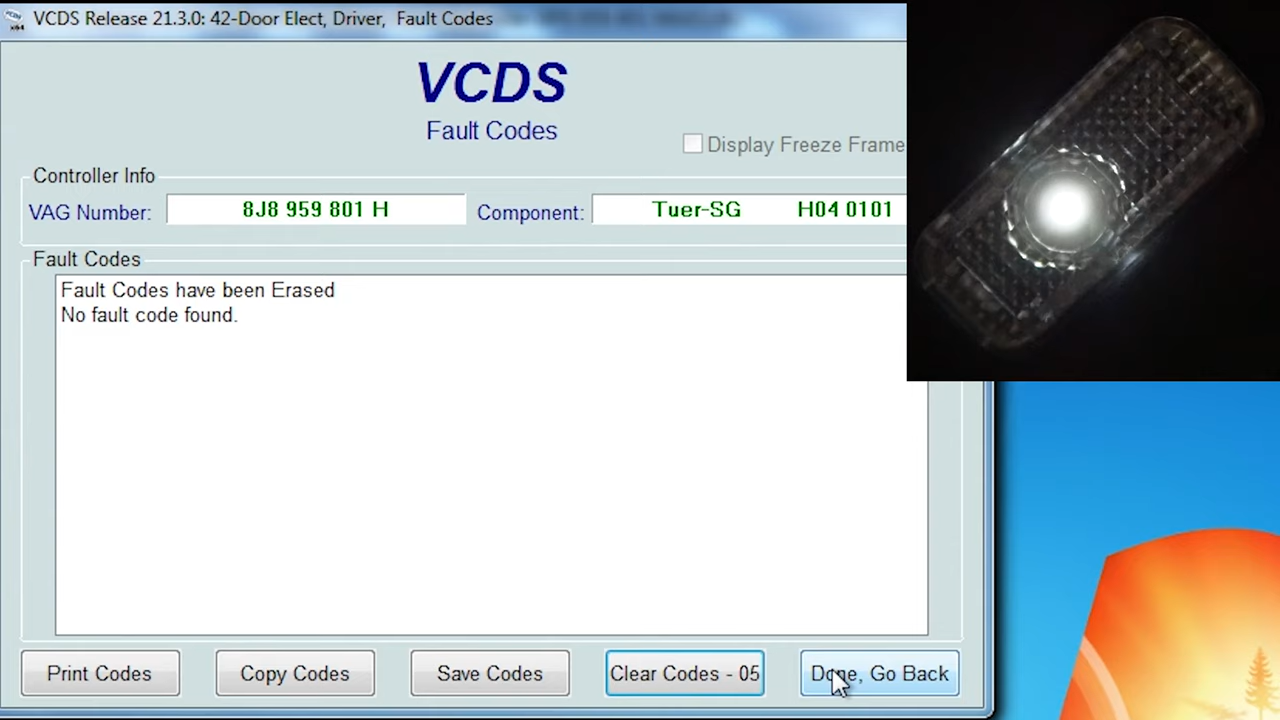 VCDS Release 21.3.0: 42-Door Elect, Driver, Fault Codes
VCDS
Fault Codes
Display Freeze Frame
Controller Info
VAG Number: 8J8 959 801 H Component: Tuer-SG H04 0101
Fault Codes
Fault Codes have been Erased
No fault code found.
Print Codes Copy Codes Save Codes Clear Codes - 05 Done, Go Back